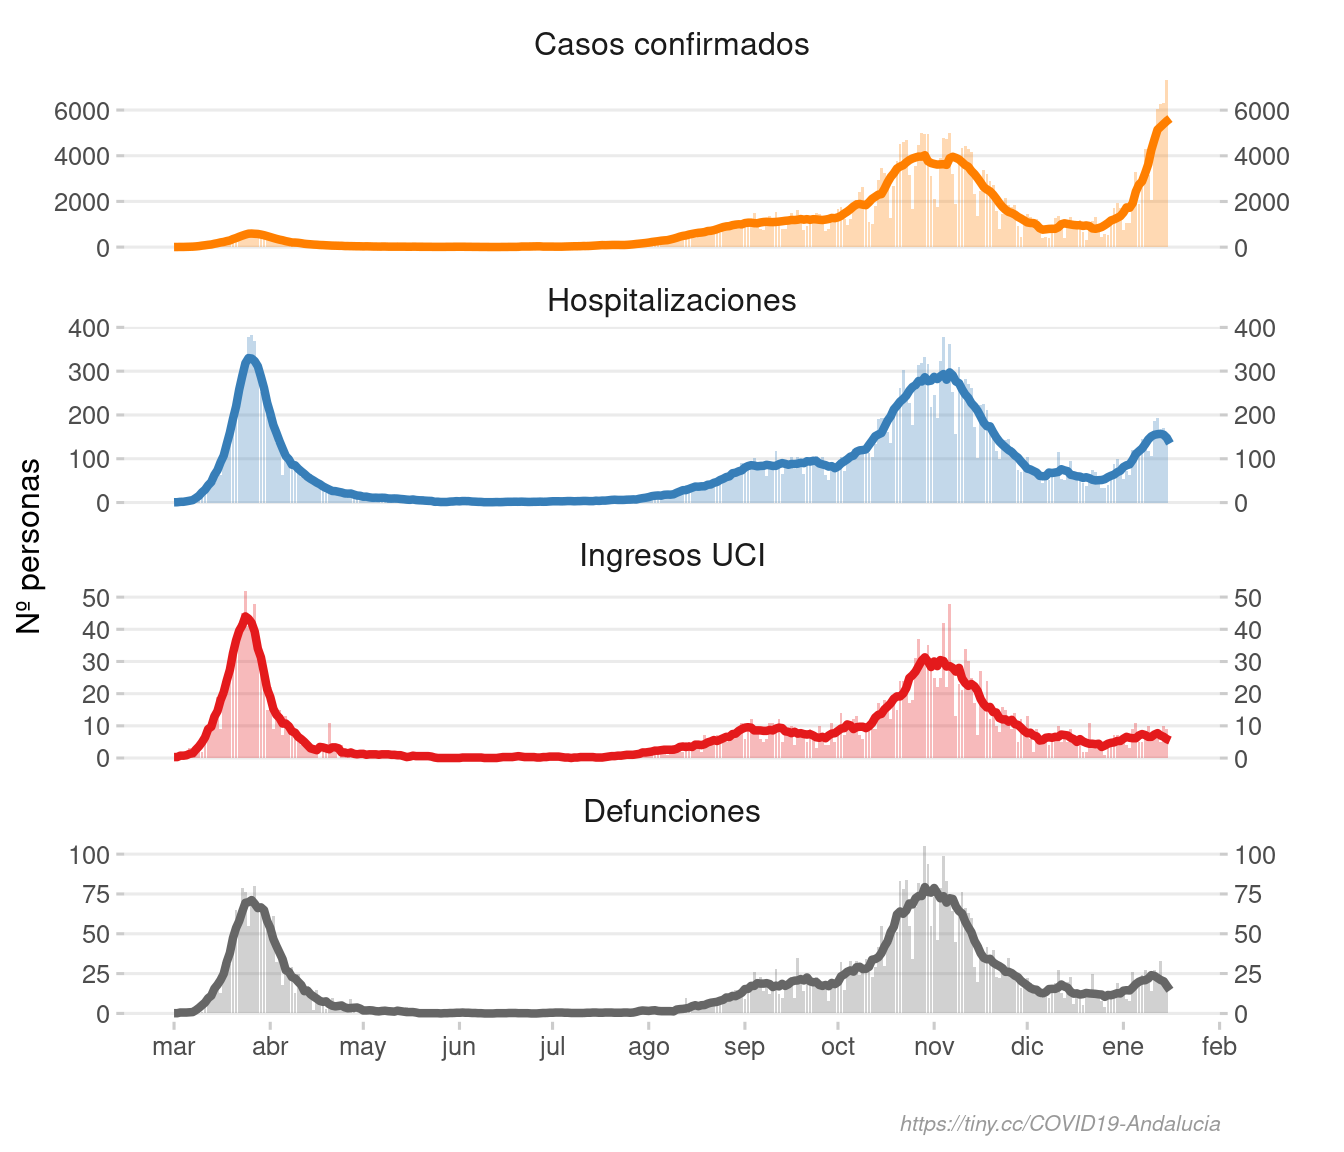 Casos confirmados
6000 6000
4000 4000
2000 2000
0 0
Hospitalizaciones
400 400
300 300
200 200
100 100
0 0
Nº personas
Ingresos UCI
50 50
40 40
30 30
20 20
10 10
0 0
Defunciones
100 100
75 75
50 50
25 25
0 0
mar abr may jun jul ago sep oct nov dic ene feb
https://tiny.cc/COVID19-Andalucia